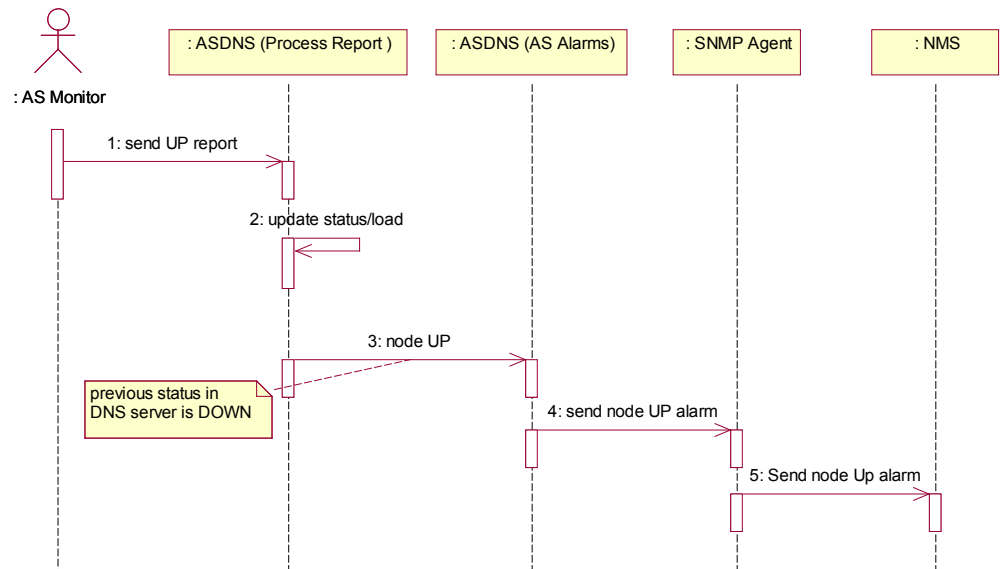 : ASDNS (Process Report )
: ASDNS (AS Alarms)
: SNMP Agent
: NMS
: AS Monitor
1: send UP report
2: update status/load
3: node UP
previous status in
DNS server is DOWN
4: send node UP alarm
5: Send node Up alarm